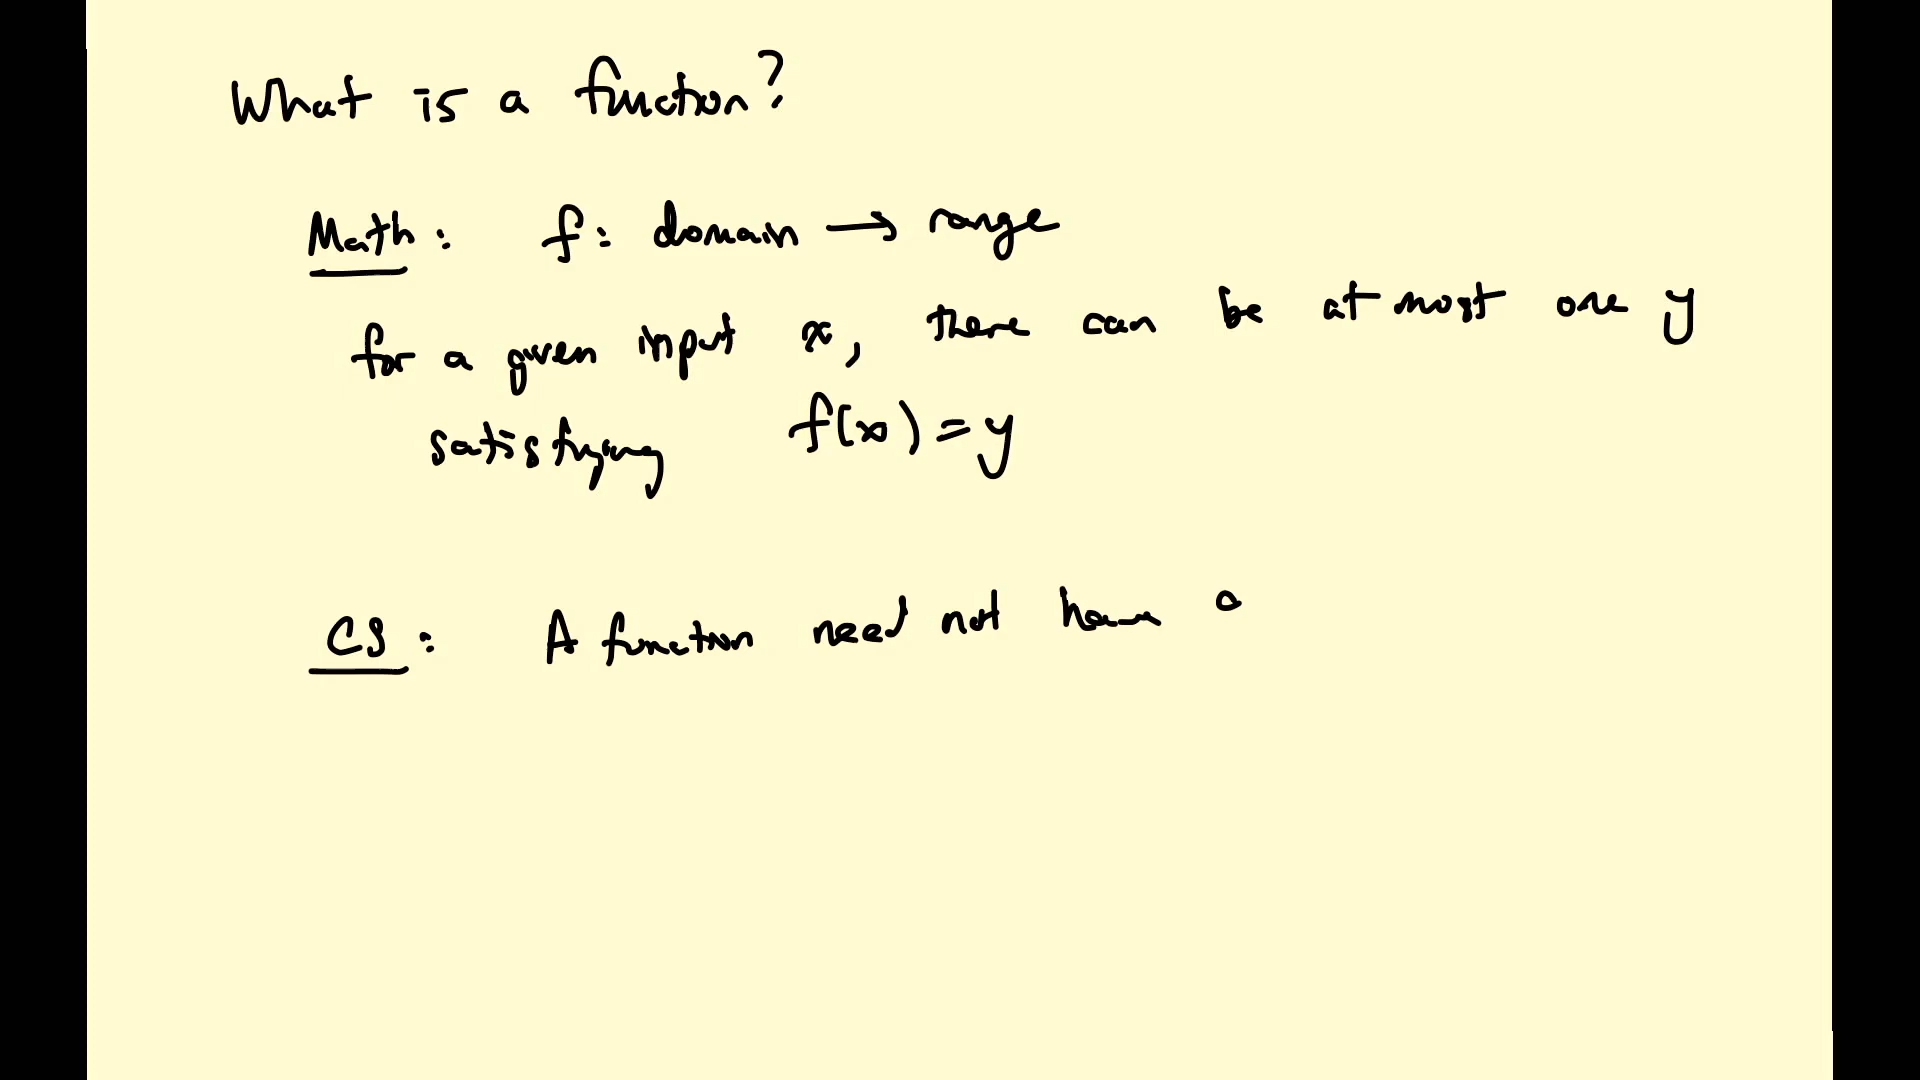 What is a function?
Math: f: domain → range
for a given input x, there can be at most one y
satisfying f(x) = y
CS: A function need not have a